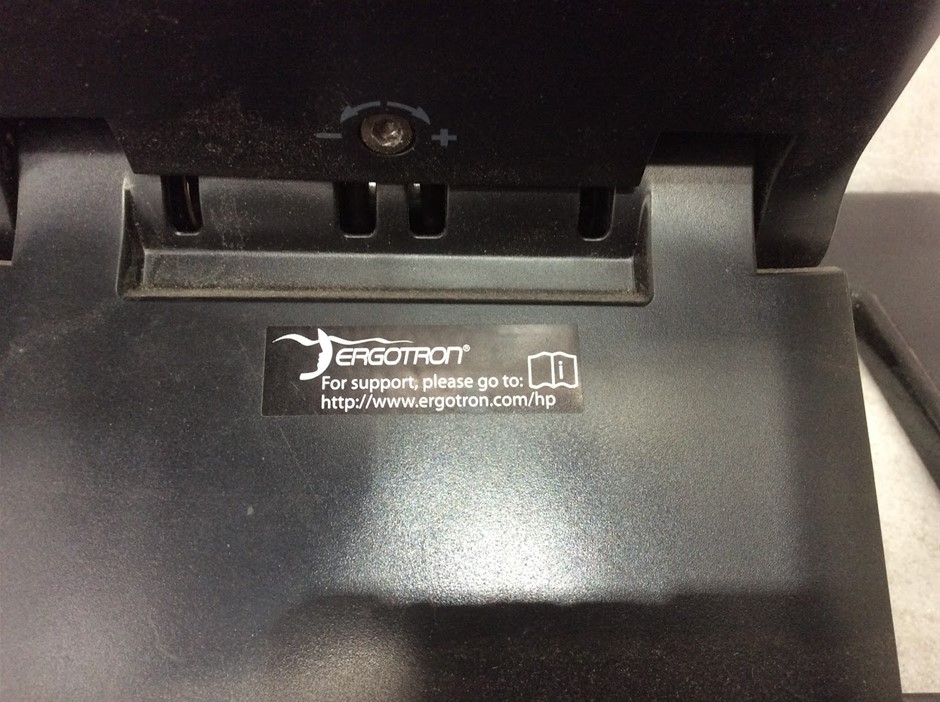 - +
ERGOTRON®
For support, please go to: i
http://www.ergotron.com/hp